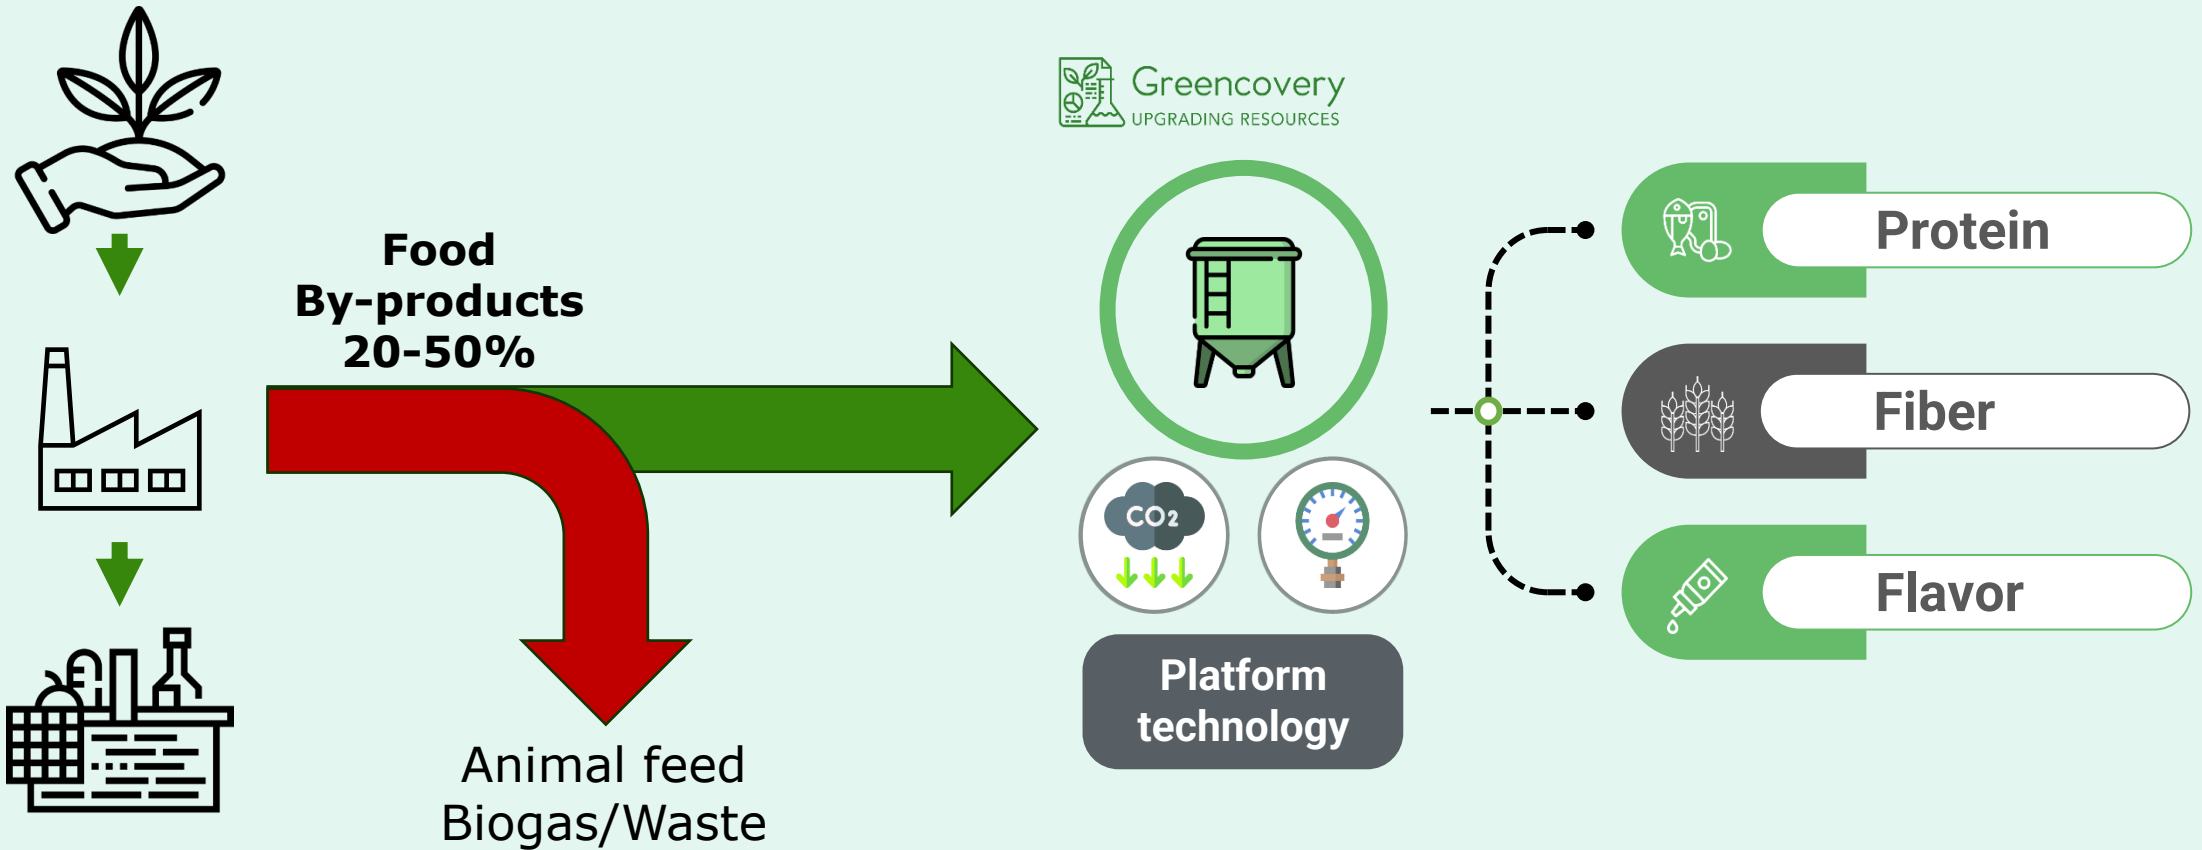 Food
By-products
20-50%
Animal feed
Biogas/Waste
Greencovery
UPGRADING RESOURCES
CO2
Platform
technology
Protein
Fiber
Flavor